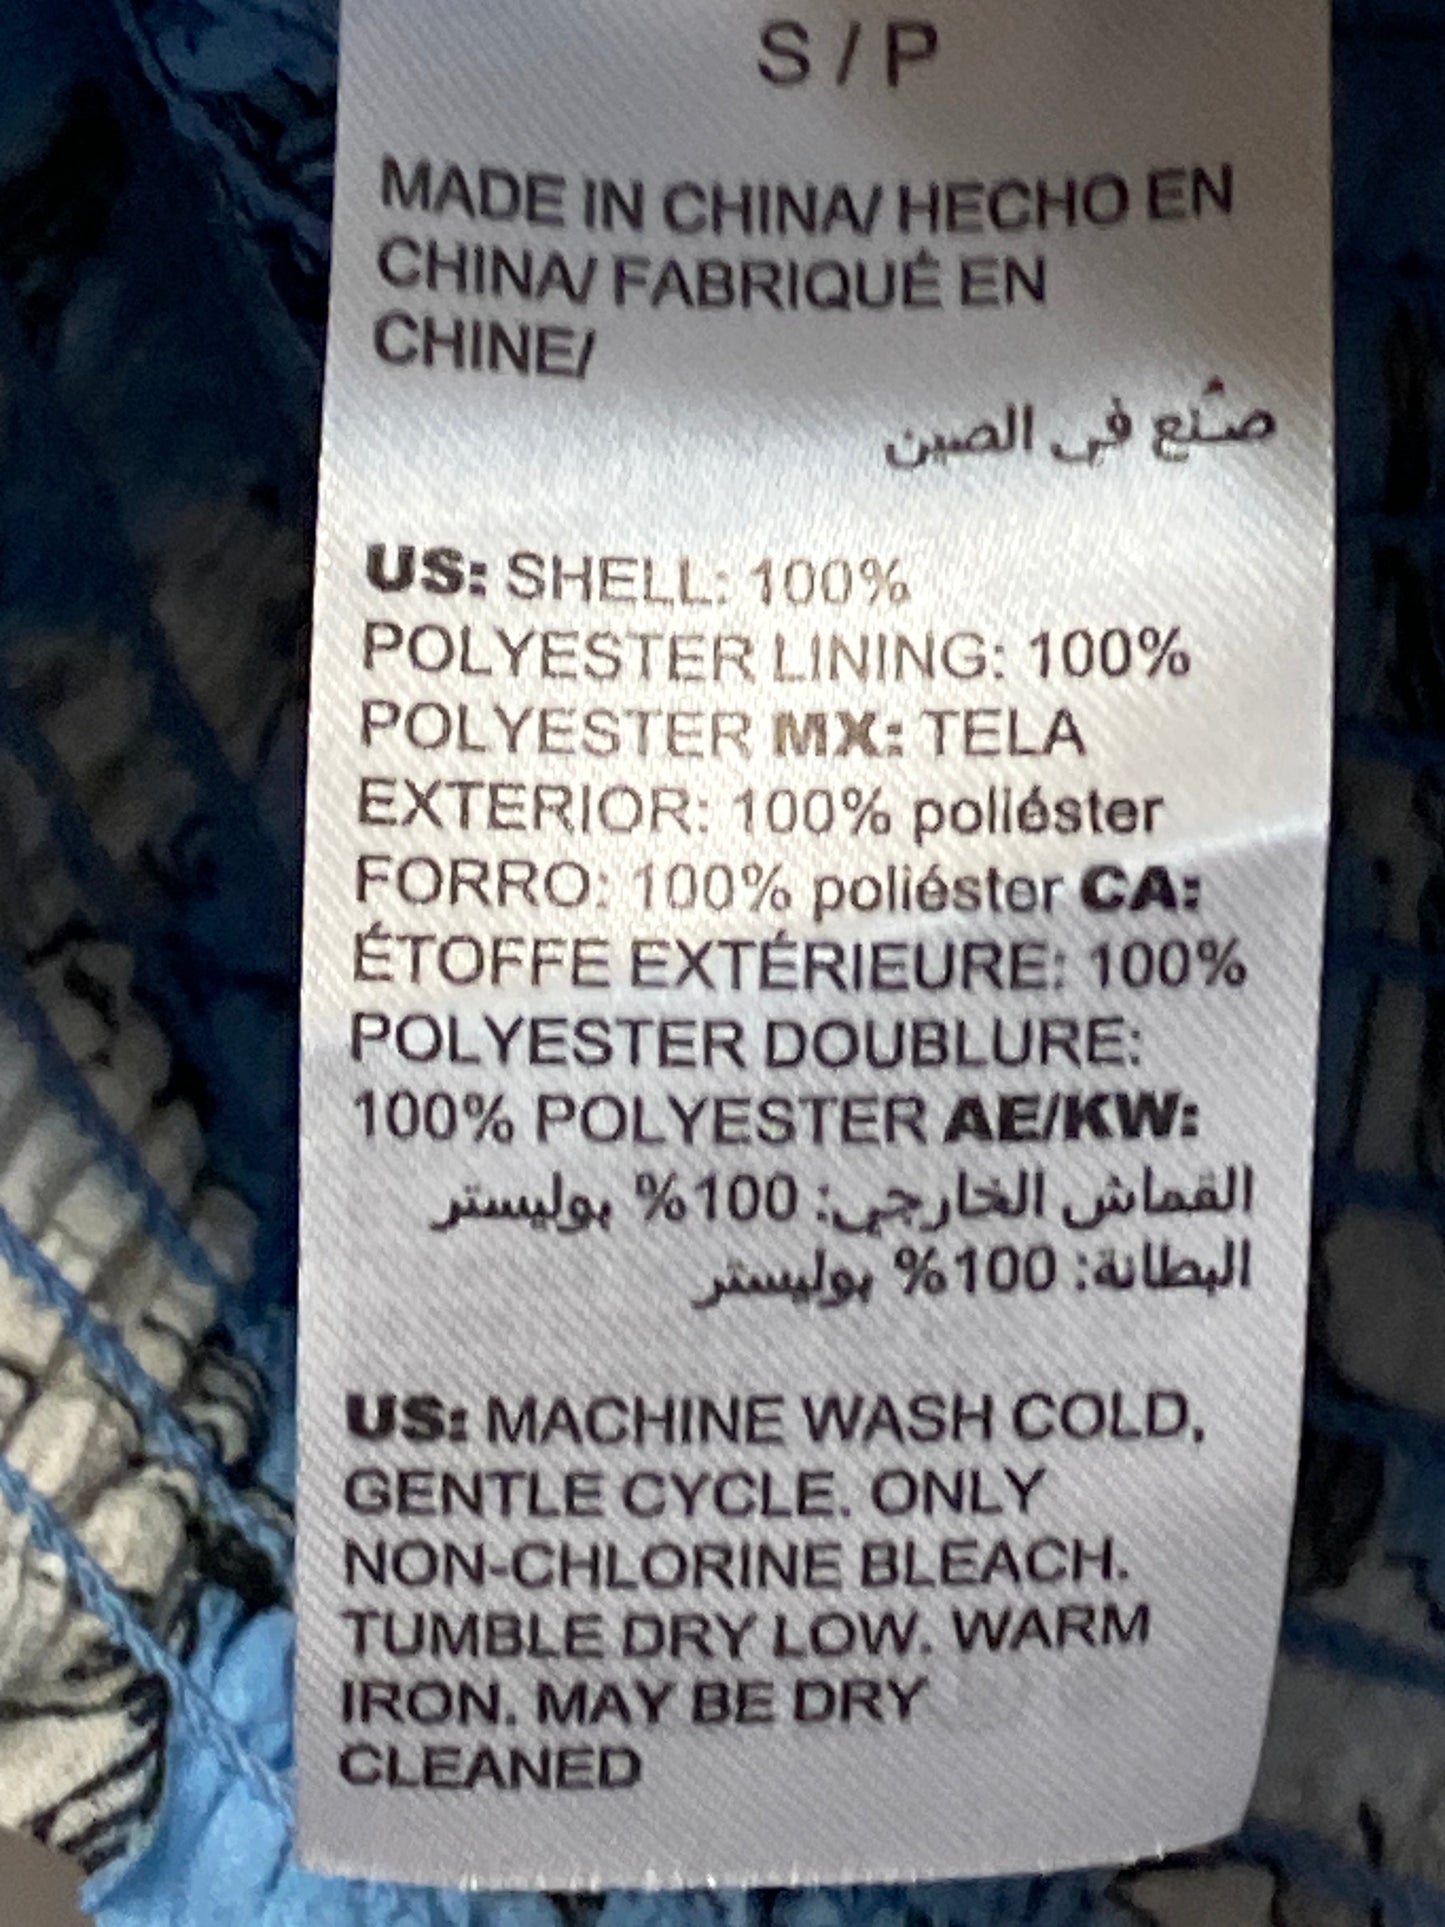 S / P
MADE IN CHINA/ HECHO EN
CHINA/ FABRIQUÉ EN
CHINE/
صُنع في الصين
US: SHELL: 100%
POLYESTER LINING: 100%
POLYESTER MX: TELA
EXTERIOR: 100% poliéster
FORRO: 100% poliéster CA:
ÉTOFFE EXTÉRIEURE: 100%
POLYESTER DOUBLURE:
100% POLYESTER AE/KW:
القماش الخارجي: 100% بوليستر
البطانة: 100% بوليستر
US: MACHINE WASH COLD,
GENTLE CYCLE. ONLY
NON-CHLORINE BLEACH.
TUMBLE DRY LOW. WARM
IRON. MAY BE DRY
CLEANED